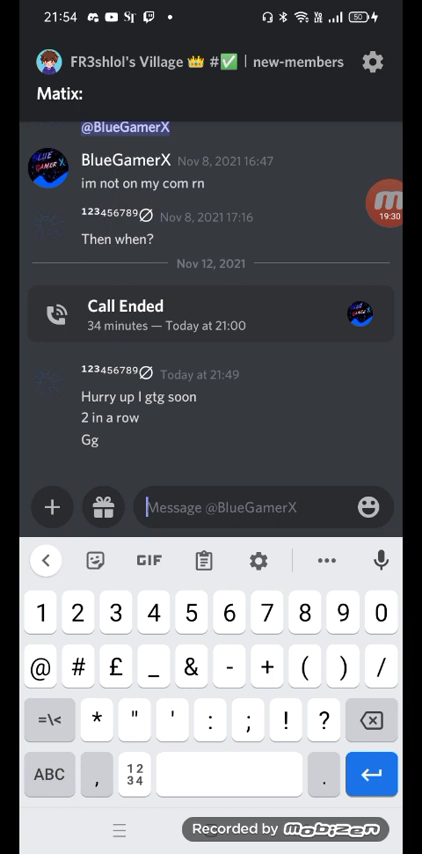 21:54
50
FR3shlol's Village 👑 #✅ | new-members
Matix:
@BlueGamerX
BlueGamerX Nov 8, 2021 16:47
im not on my com rn
19:30
¹²³₄₅₆₇₈₉∅ Nov 8, 2021 17:16
Then when?
Nov 12, 2021
Call Ended
34 minutes — Today at 21:00
¹²³₄₅₆₇₈₉∅ Today at 21:49
Hurry up I gtg soon
2 in a row
Gg
Message @BlueGamerX
GIF
1 2 3 4 5 6 7 8 9 0
@ # £ _ & - + ( ) /
=\< * " ' : ; ! ?
ABC , 12 34 .
Recorded by mobizen